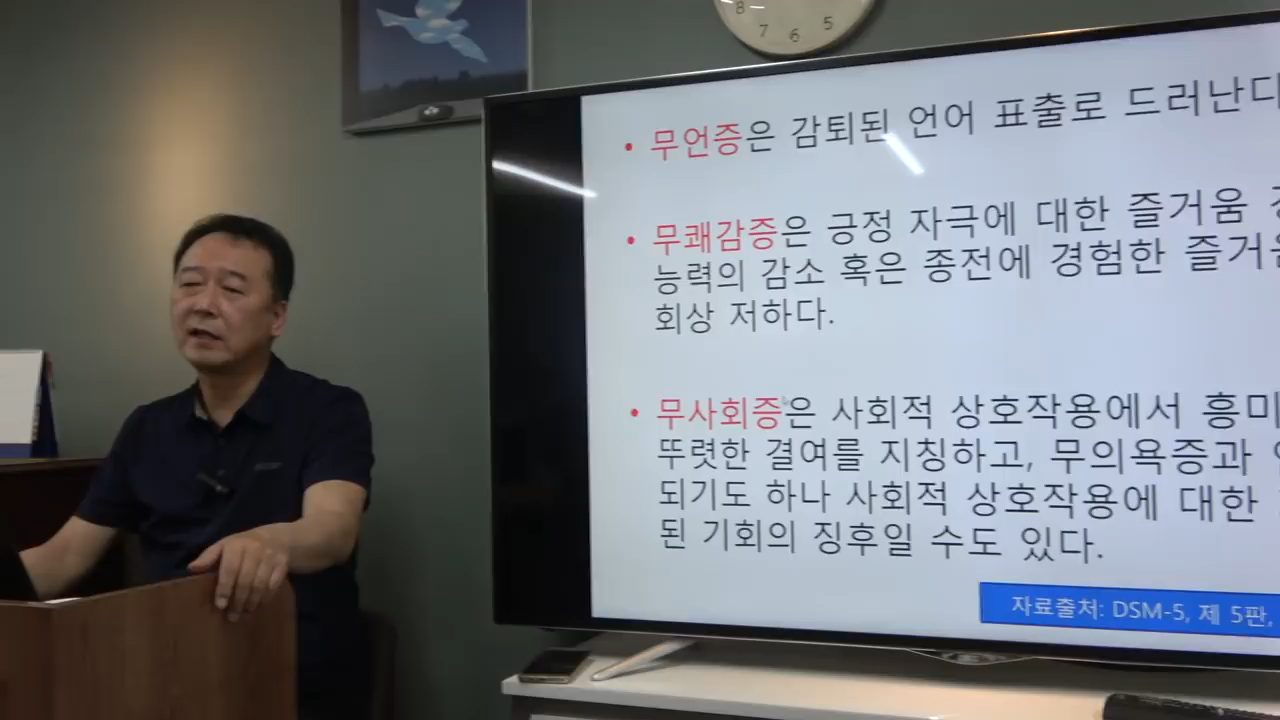 8 7 6 5
• 무언증은 감퇴된 언어 표출로 드러난다
• 무쾌감증은 긍정 자극에 대한 즐거움
능력의 감소 혹은 종전에 경험한 즐거움
회상 저하다.
• 무사회증은 사회적 상호작용에서 흥미
뚜렷한 결여를 지칭하고, 무의욕증과
되기도 하나 사회적 상호작용에 대한
된 기회의 징후일 수도 있다.
자료출처: DSM-5, 제 5판,